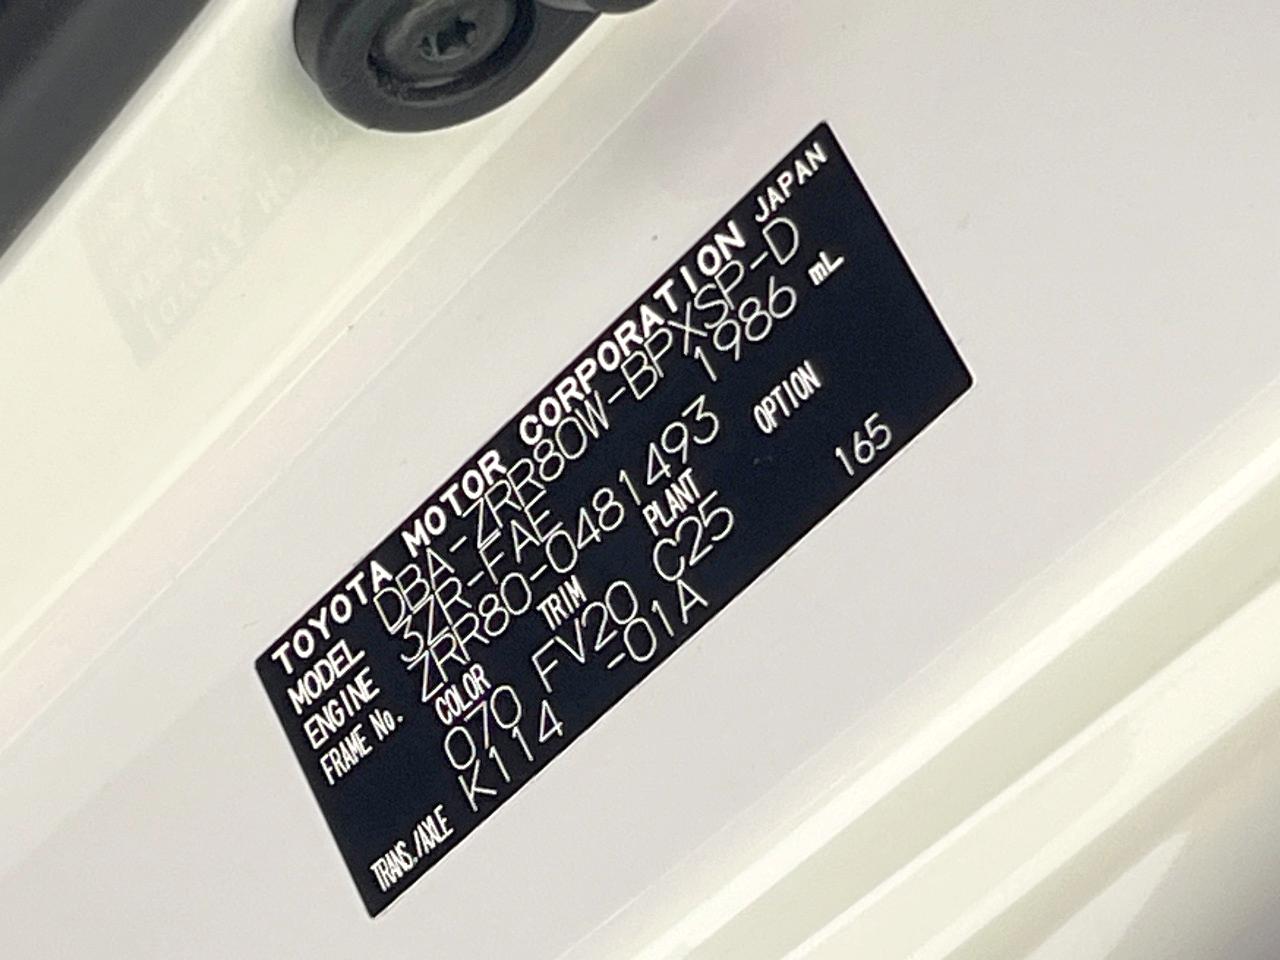 TOYOTA MOTOR CORPORATION JAPAN
MODEL DBA-ZRR80W-BPXSP-D
ENGINE 3ZR-FAE 1986 mL
FRAME No. ZRR80-0481493
COLOR TRIM PLANT OPTION
070 FV20 C25 165
-01A
TRANS./AXLE K114